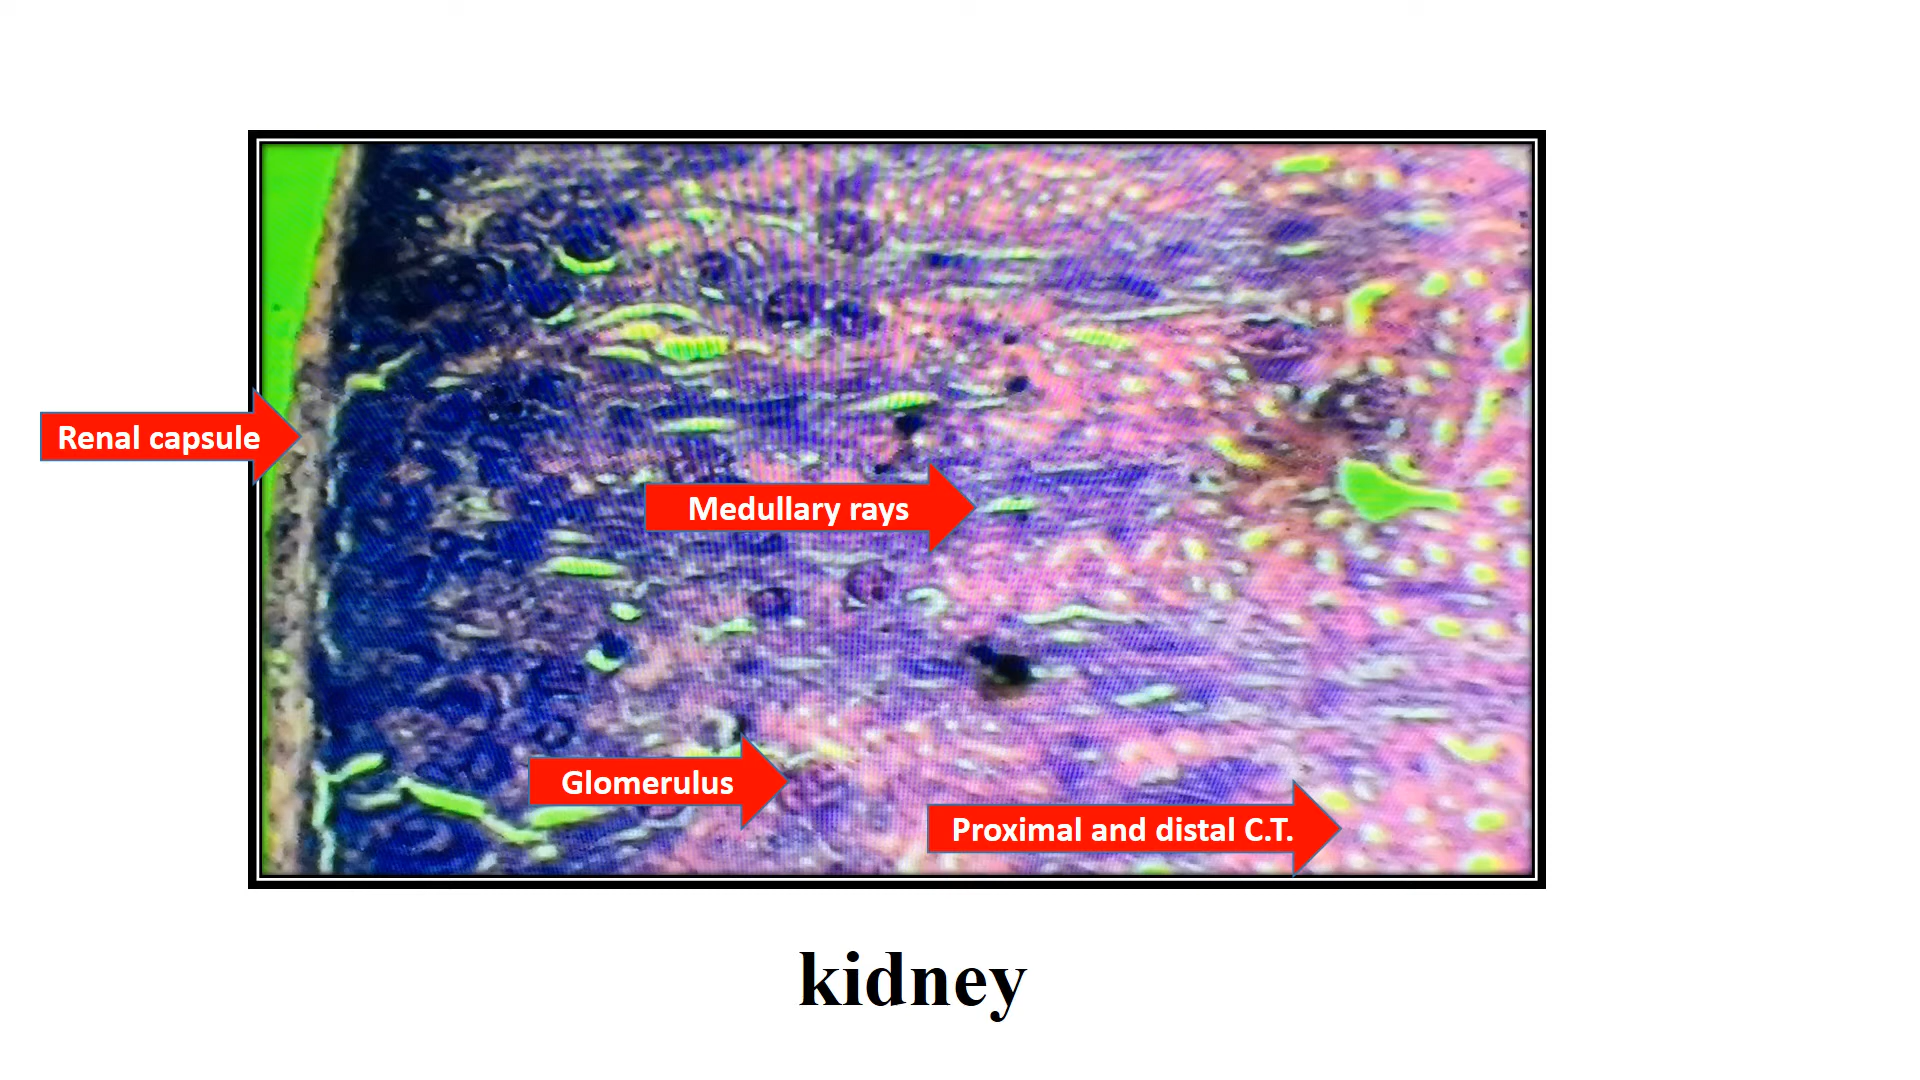 Renal capsule
Medullary rays
Glomerulus
Proximal and distal C.T.
kidney